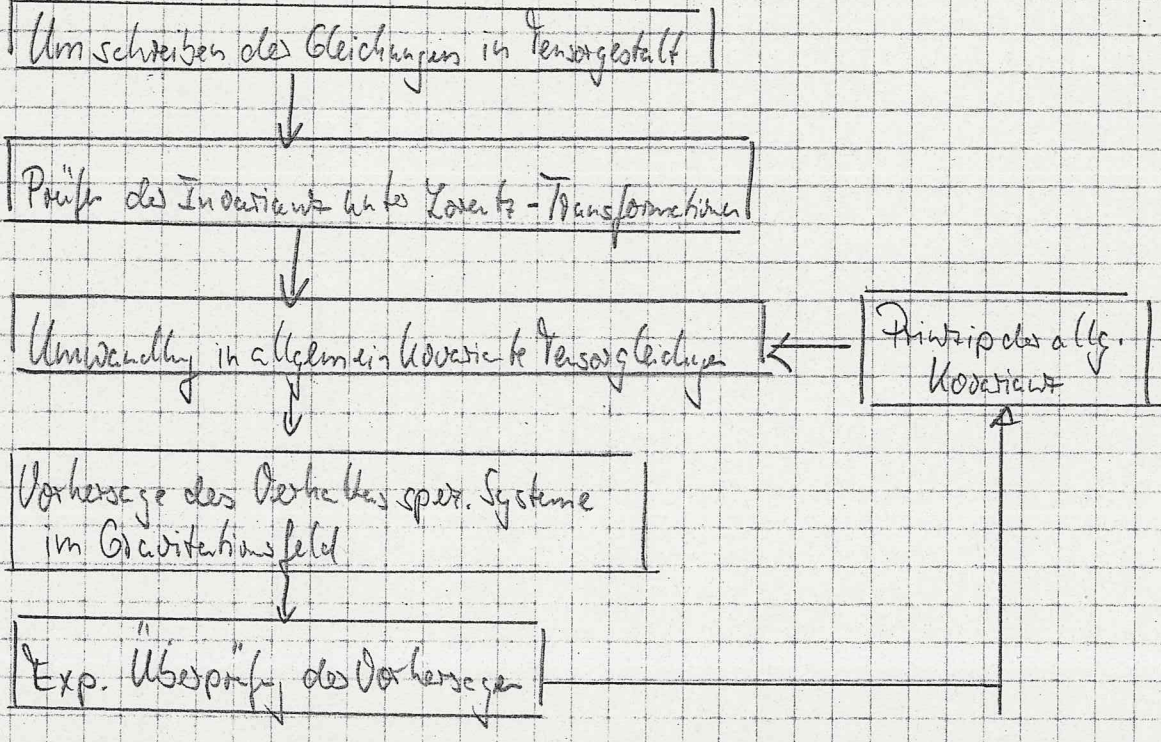 Umschreiben der Gleichungen in Tensorgestalt
Prüfen der Invarianz unter Lorentz-Transformationen
Umwandlung in allgemein kovariante Tensorgleichungen
Prinzip der allg.
Kovarianz
Vorhersage des Verhaltens spez. Systeme
im Gravitationsfeld
Exp. Überprüfung der Vorhersagen